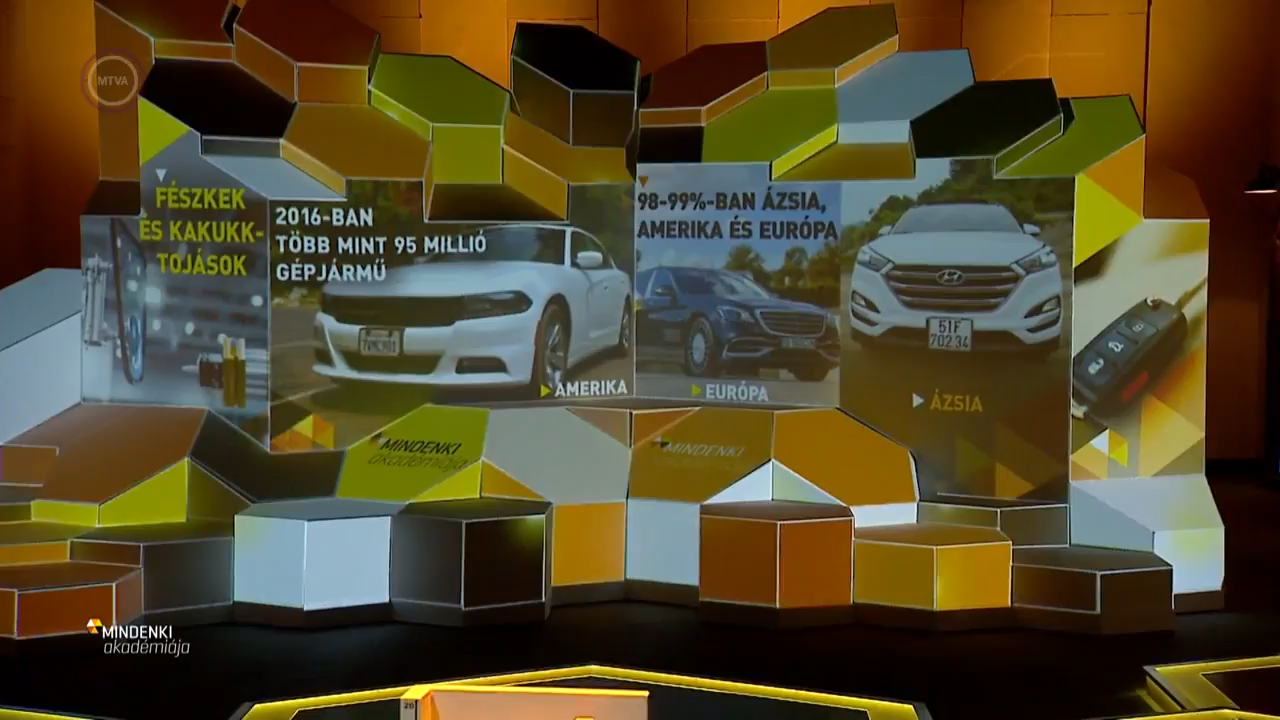 MTVA
FÉSZKEK
ÉS KAKUKK-
TOJÁSOK
2016-BAN
TÖBB MINT 95 MILLIÓ
GÉPJÁRMŰ
98-99%-BAN ÁZSIA,
AMERIKA ÉS EURÓPA
51F
702 34
AMERIKA
EURÓPA
ÁZSIA
MINDENKI
akadémiája
MINDENKI
MINDENKI
akadémiája